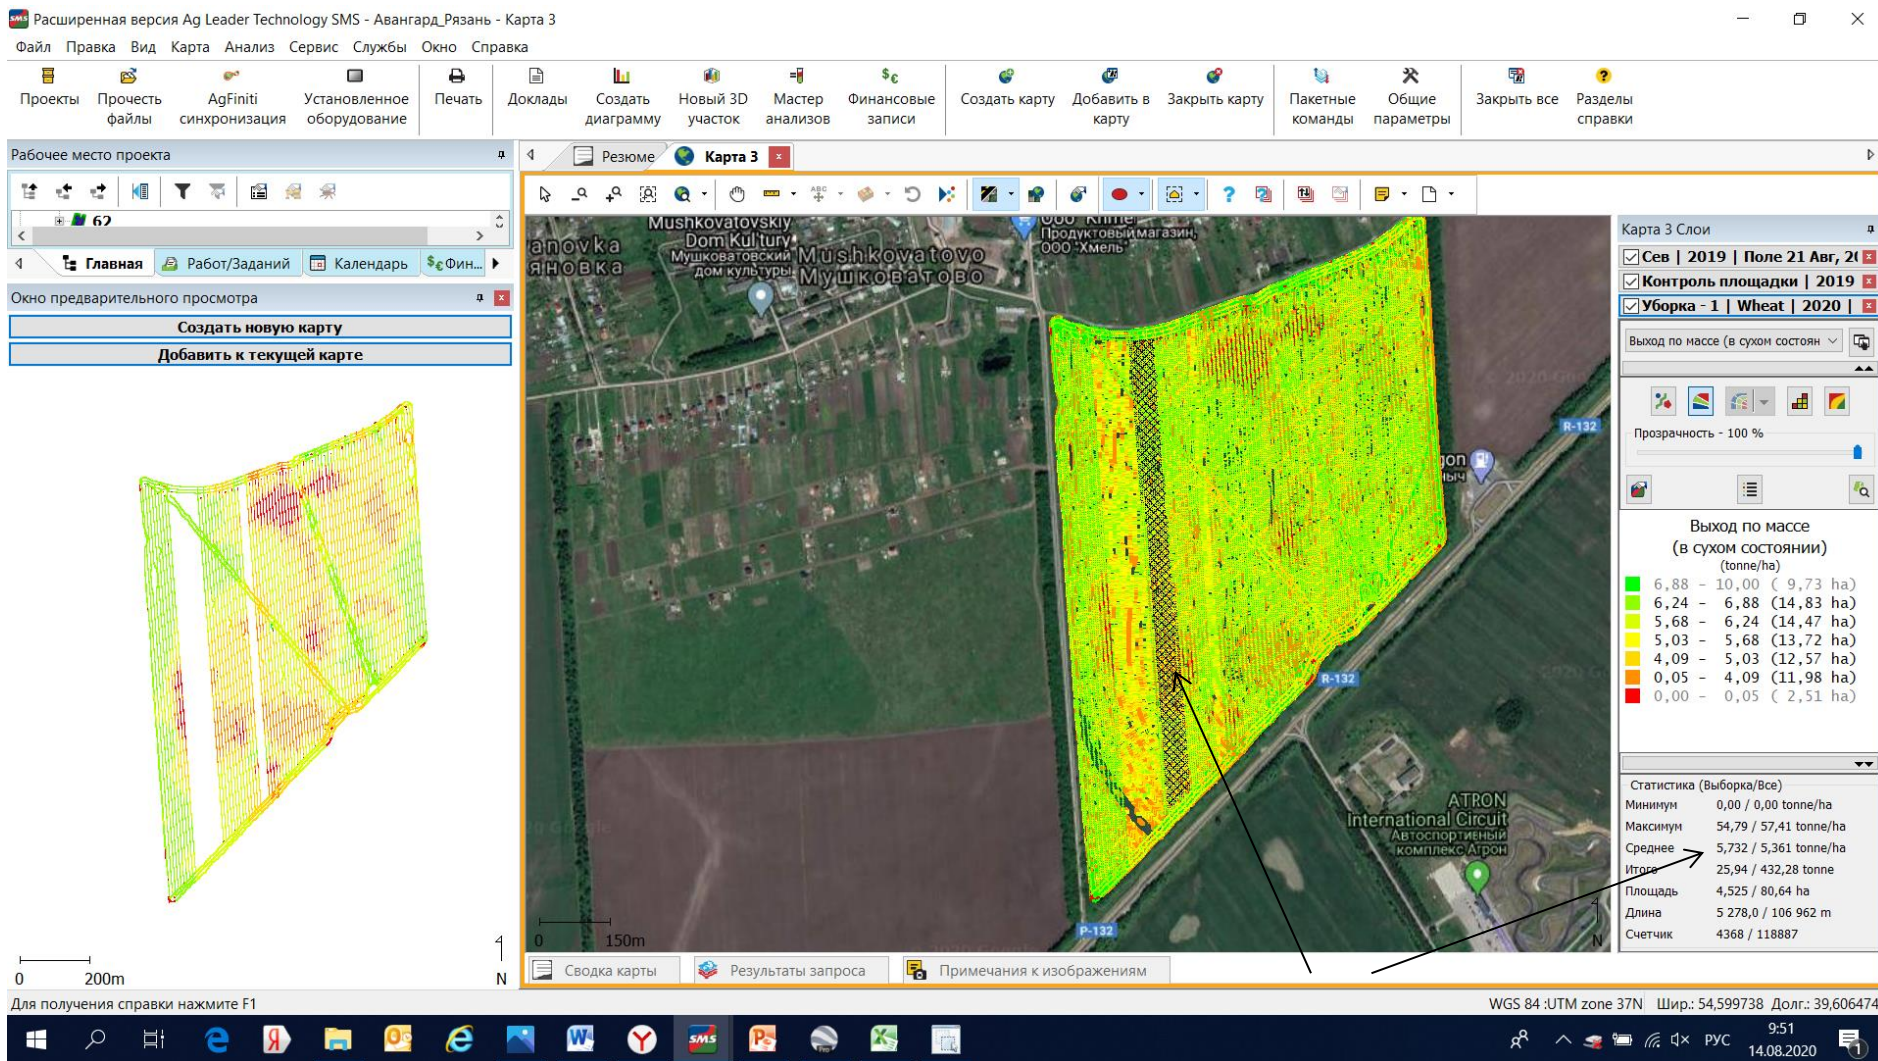 Расширенная версия Ag Leader Technology SMS - Авангард_Рязань - Карта 3
Файл Правка Вид Карта Анализ Сервис Службы Окно Справка
Проекты
Прочесть файлы
AgFiniti синхронизация
Установленное оборудование
Печать
Доклады
Создать диаграмму
Новый 3D участок
Мастер анализов
Финансовые записи
Создать карту
Добавить в карту
Закрыть карту
Пакетные команды
Общие параметры
Закрыть все
Разделы справки
Рабочее место проекта
62
Главная Работ/Заданий Календарь Фин...
Окно предварительного просмотра
Создать новую карту
Добавить к текущей карте
0 200m
N
Для получения справки нажмите F1
Резюме Карта 3
Mushkovatovskiy
Dom Kul'tury
Мушковатовский
дом культуры
anovka
ЯНОВКА
Mushkovatovo
Мушковатово
Продуктовый магазин,
ООО "Хмель"
R-132
R-132
P-132
ATRON
International Circuit
Автоспортивный
комплекс Атрон
0 150m
N
Сводка карты Результаты запроса Примечания к изображениям
Карта 3 Слои
Сев | 2019 | Поле 21 Авг, 20
Контроль площадки | 2019
Уборка - 1 | Wheat | 2020 |
Выход по массе (в сухом состоян
Прозрачность - 100 %
Выход по массе
(в сухом состоянии)
(tonne/ha)
6,88 - 10,00 ( 9,73 ha)
6,24 - 6,88 (14,83 ha)
5,68 - 6,24 (14,47 ha)
5,03 - 5,68 (13,72 ha)
4,09 - 5,03 (12,57 ha)
0,05 - 4,09 (11,98 ha)
0,00 - 0,05 ( 2,51 ha)
Статистика (Выборка/Все)
Минимум 0,00 / 0,00 tonne/ha
Максимум 54,79 / 57,41 tonne/ha
Среднее 5,732 / 5,361 tonne/ha
Итого 25,94 / 432,28 tonne
Площадь 4,525 / 80,64 ha
Длина 5 278,0 / 106 962 m
Счетчик 4368 / 118887
WGS 84 :UTM zone 37N Шир.: 54,599738 Долг.: 39,606474
РУС
9:51
14.08.2020